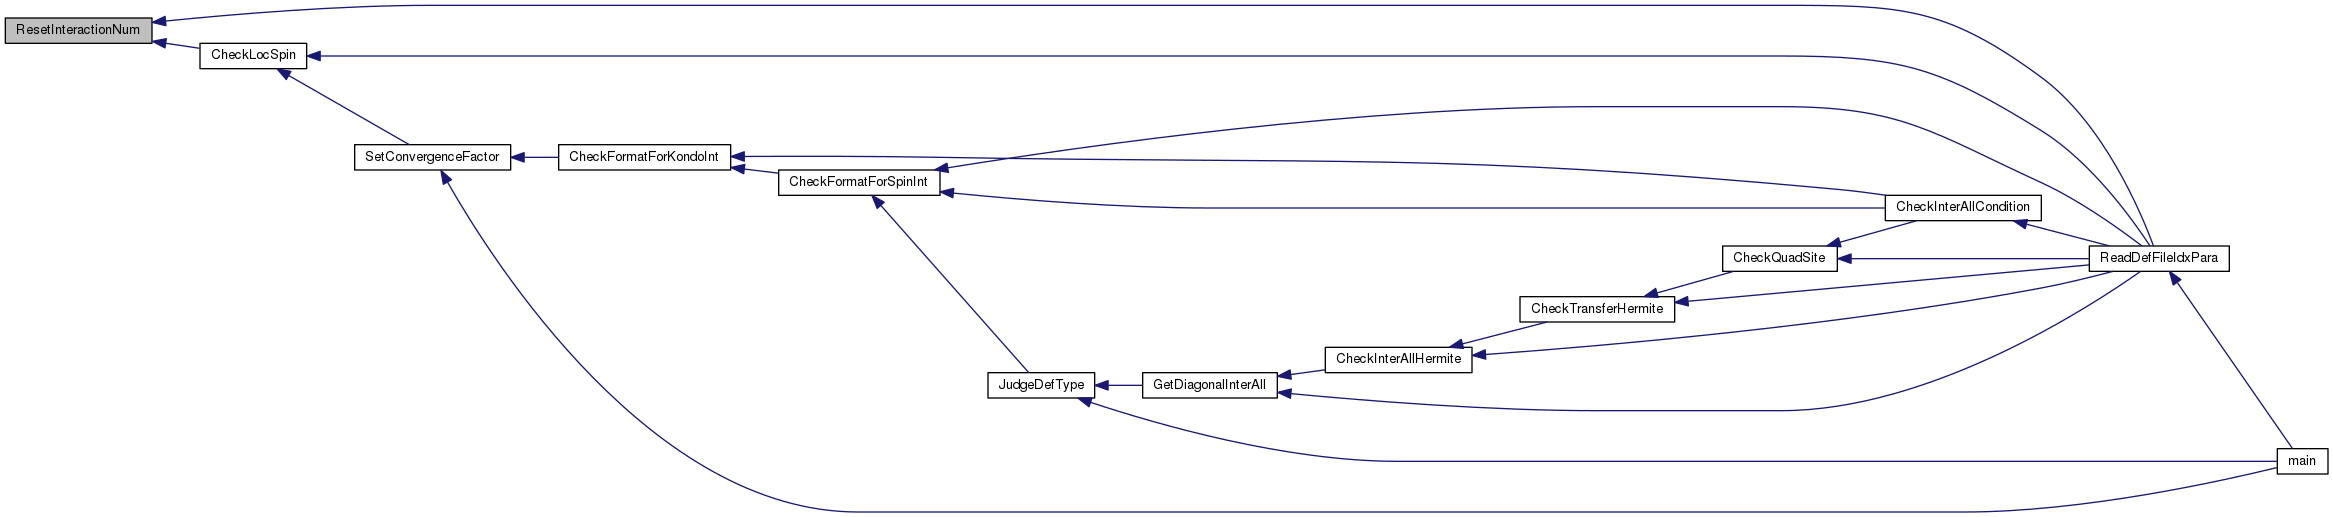 ResetInteractionNum
CheckLocSpin
SetConvergenceFactor
CheckFormatForKondoInt
CheckFormatForSpinInt
CheckInterAllCondition
CheckQuadSite
ReadDefFileIdxPara
CheckTransferHermite
CheckInterAllHermite
JudgeDefType
GetDiagonalInterAll
main